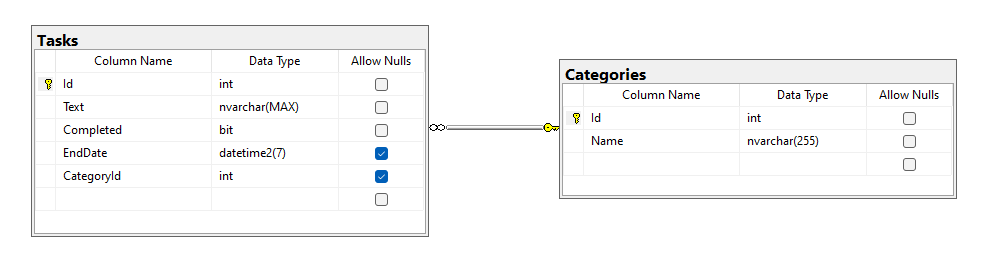 Tasks
Column Name Data Type Allow Nulls
Id int
Text nvarchar(MAX)
Completed bit
EndDate datetime2(7)
CategoryId int
Categories
Column Name Data Type Allow Nulls
Id int
Name nvarchar(255)